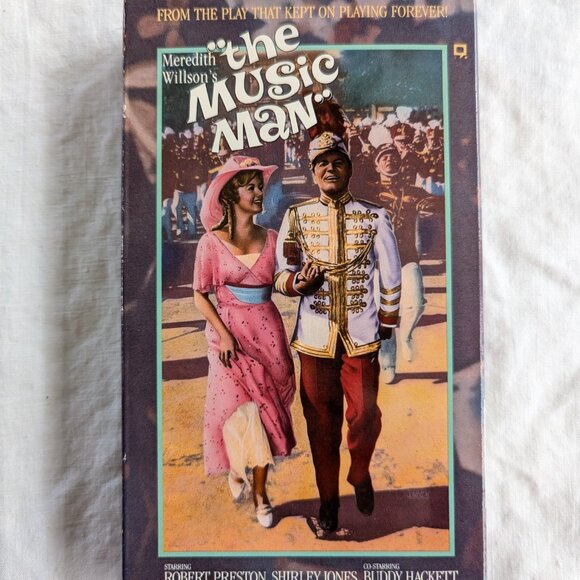 FROM THE PLAY THAT KEPT ON PLAYING FOREVER!
Meredith
Willson's
"the
MUSIC
MAN"
STARRING
ROBERT PRESTON, SHIRLEY JONES
CO-STARRING
BUDDY HACKETT